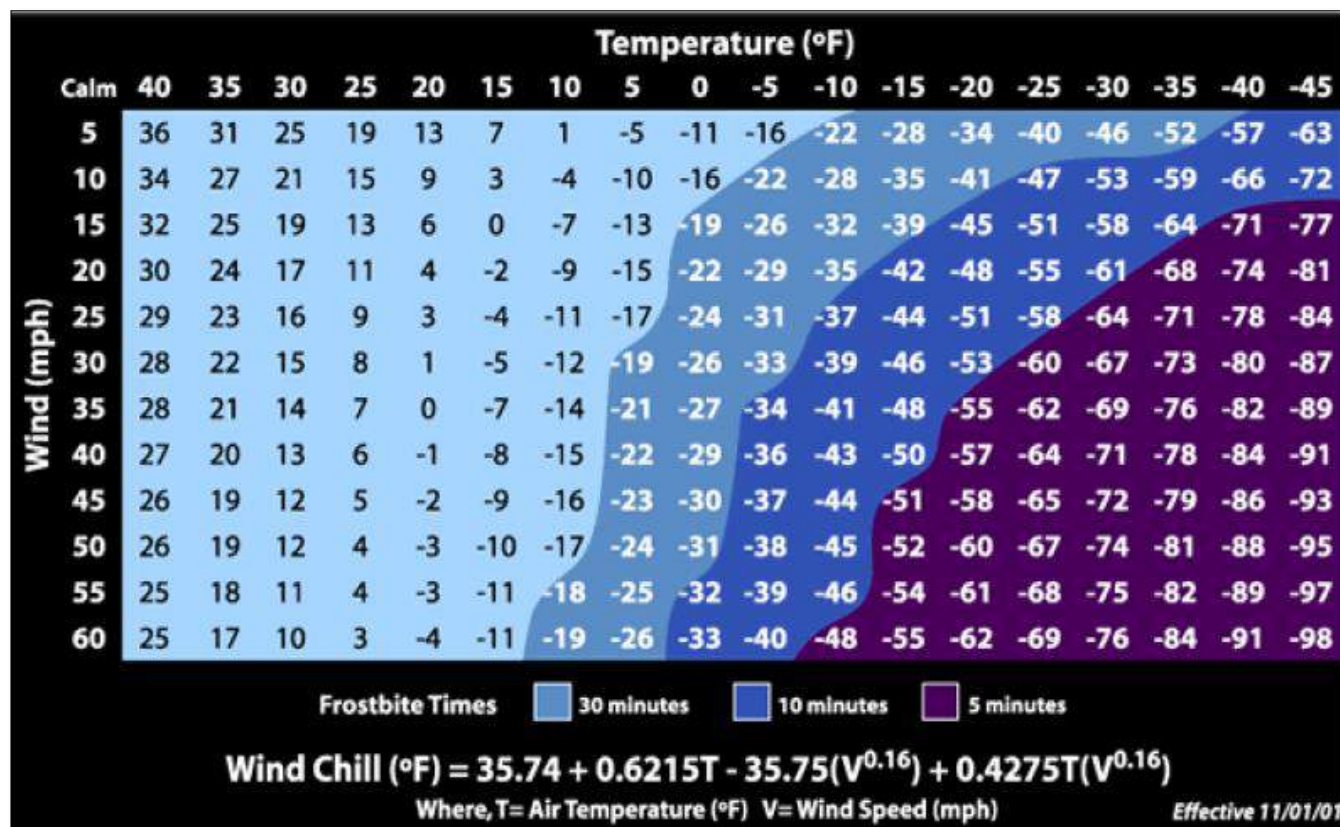 Temperature (ºF)
Calm 40 35 30 25 20 15 10 5 0 -5 -10 -15 -20 -25 -30 -35 -40 -45
5 36 31 25 19 13 7 1 -5 -11 -16 -22 -28 -34 -40 -46 -52 -57 -63
10 34 27 21 15 9 3 -4 -10 -16 -22 -28 -35 -41 -47 -53 -59 -66 -72
15 32 25 19 13 6 0 -7 -13 -19 -26 -32 -39 -45 -51 -58 -64 -71 -77
20 30 24 17 11 4 -2 -9 -15 -22 -29 -35 -42 -48 -55 -61 -68 -74 -81
25 29 23 16 9 3 -4 -11 -17 -24 -31 -37 -44 -51 -58 -64 -71 -78 -84
30 28 22 15 8 1 -5 -12 -19 -26 -33 -39 -46 -53 -60 -67 -73 -80 -87
35 28 21 14 7 0 -7 -14 -21 -27 -34 -41 -48 -55 -62 -69 -76 -82 -89
40 27 20 13 6 -1 -8 -15 -22 -29 -36 -43 -50 -57 -64 -71 -78 -84 -91
45 26 19 12 5 -2 -9 -16 -23 -30 -37 -44 -51 -58 -65 -72 -79 -86 -93
50 26 19 12 4 -3 -10 -17 -24 -31 -38 -45 -52 -60 -67 -74 -81 -88 -95
55 25 18 11 4 -3 -11 -18 -25 -32 -39 -46 -54 -61 -68 -75 -82 -89 -97
60 25 17 10 3 -4 -11 -19 -26 -33 -40 -48 -55 -62 -69 -76 -84 -91 -98
Wind (mph)
Frostbite Times 30 minutes 10 minutes 5 minutes
Wind Chill (ºF) = 35.74 + 0.6215T - 35.75(V^0.16) + 0.4275T(V^0.16)
Where, T= Air Temperature (ºF) V= Wind Speed (mph) Effective 11/01/01